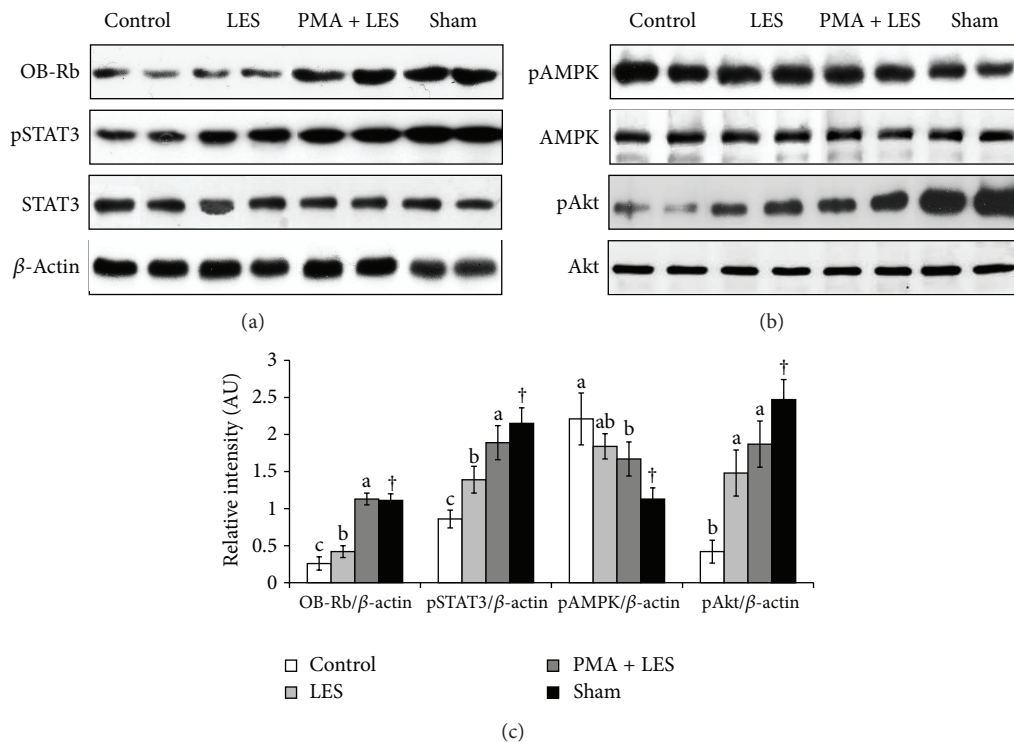 Control LES PMA + LES Sham
OB-Rb
pSTAT3
STAT3
β-Actin
(a)
Control LES PMA + LES Sham
pAMPK
AMPK
pAkt
Akt
(b)
Relative intensity (AU)
3
2.5
2
1.5
1
0.5
0
c b a †
c b a †
a ab b †
b a a †
OB-Rb/β-actin pSTAT3/β-actin pAMPK/β-actin pAkt/β-actin
Control PMA + LES
LES Sham
(c)